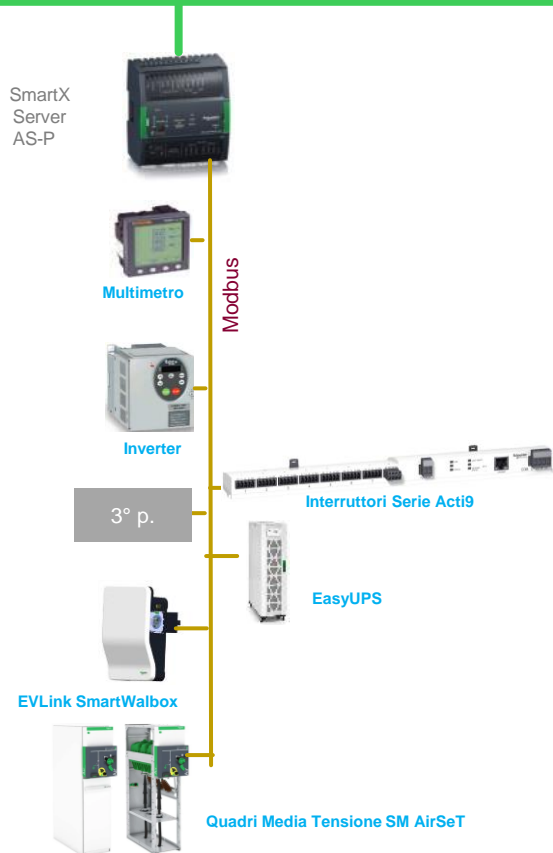 SmartX
Server
AS-P
Multimetro
Modbus
Inverter
Interruttori Serie Acti9
3° p.
EasyUPS
EVLink SmartWalbox
Quadri Media Tensione SM AirSeT